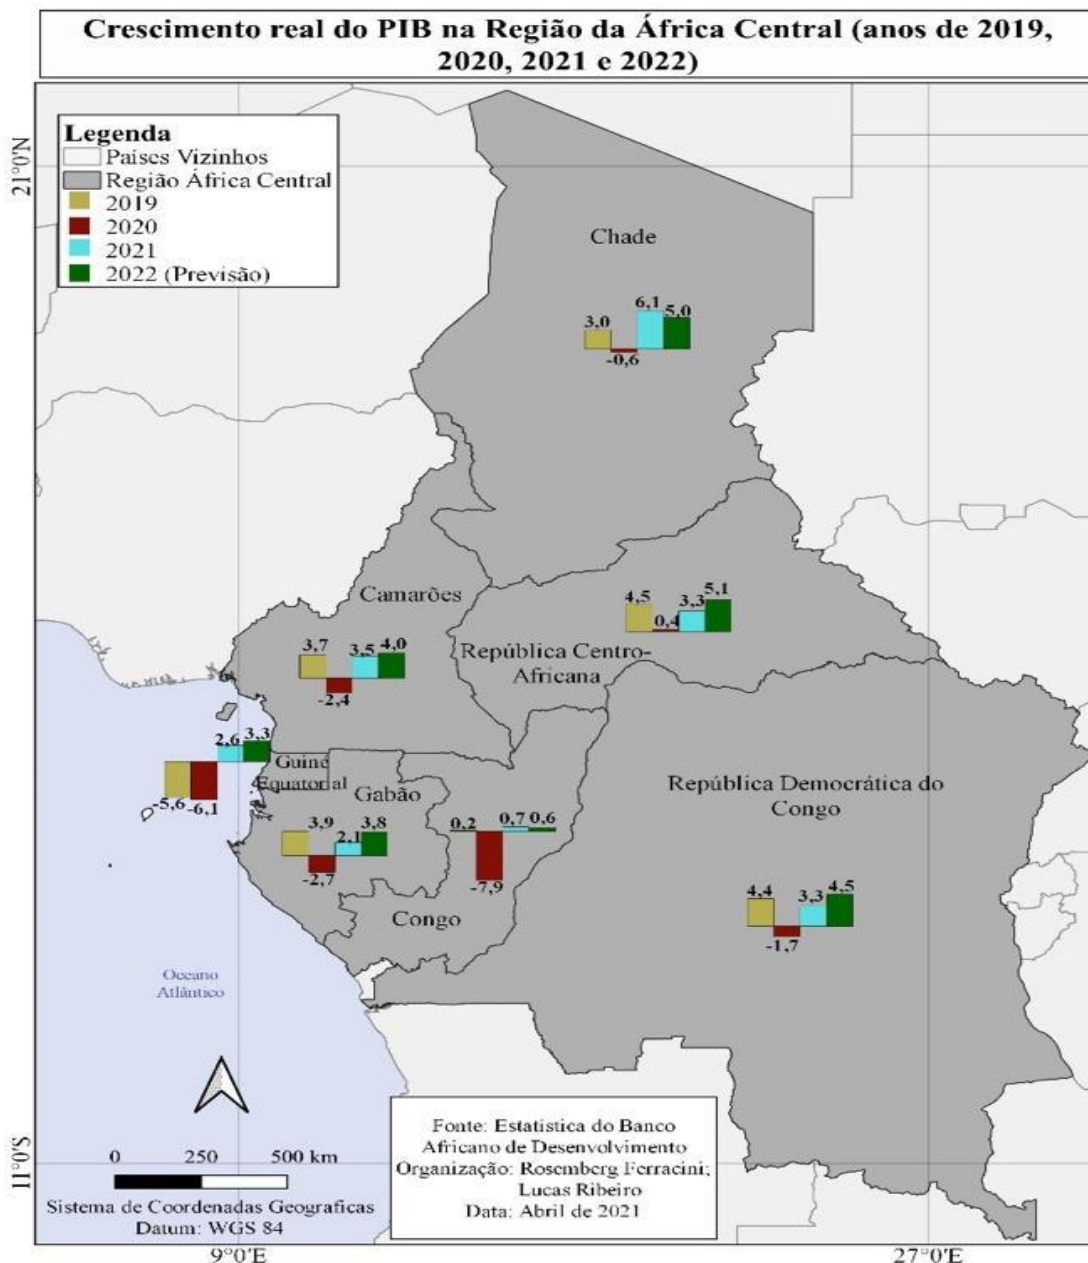 Crescimento real do PIB na Região da África Central (anos de 2019,
2020, 2021 e 2022)
21°0'N
Legenda
Países Vizinhos
Região África Central
2019
2020
2021
2022 (Previsão)
Chade
3,0
-0,6
6,1
5,0
Camarões
3,7
-2,4
3,5
4,0
República Centro-
Africana
4,5
0,4
3,3
5,1
Guiné
Equatorial
-5,6
-6,1
2,6
3,3
Gabão
3,9
-2,7
2,1
3,8
Congo
0,2
-7,9
0,7
0,6
República Democrática do
Congo
4,4
-1,7
3,3
4,5
Oceano
Atlântico
11°0'S
0 250 500 km
Sistema de Coordenadas Geograficas
Datum: WGS 84
Fonte: Estatistica do Banco
Africano de Desenvolvimento
Organização: Rosemberg Ferracini;
Lucas Ribeiro
Data: Abril de 2021
9°0'E
27°0'E